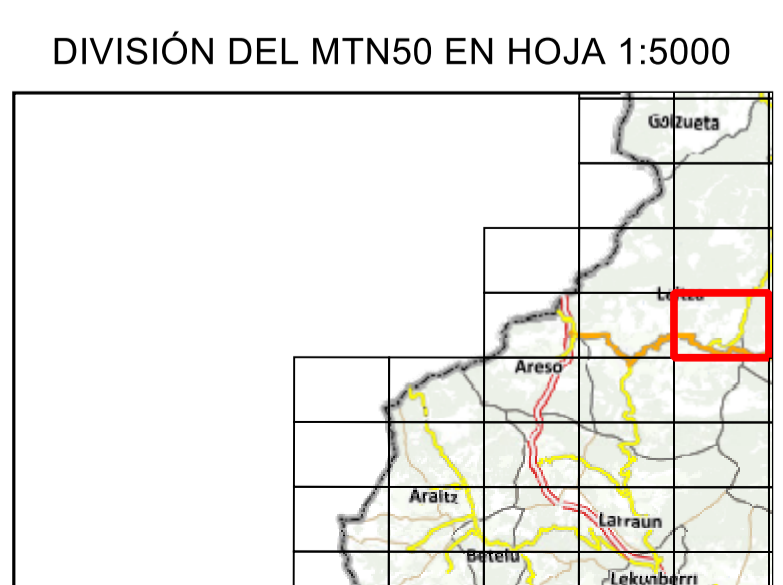 DIVISIÓN DEL MTN50 EN HOJA 1:5000
Goizueta
Leitza
Areso
Araitz
Larraun
Betelu
Lekunberri